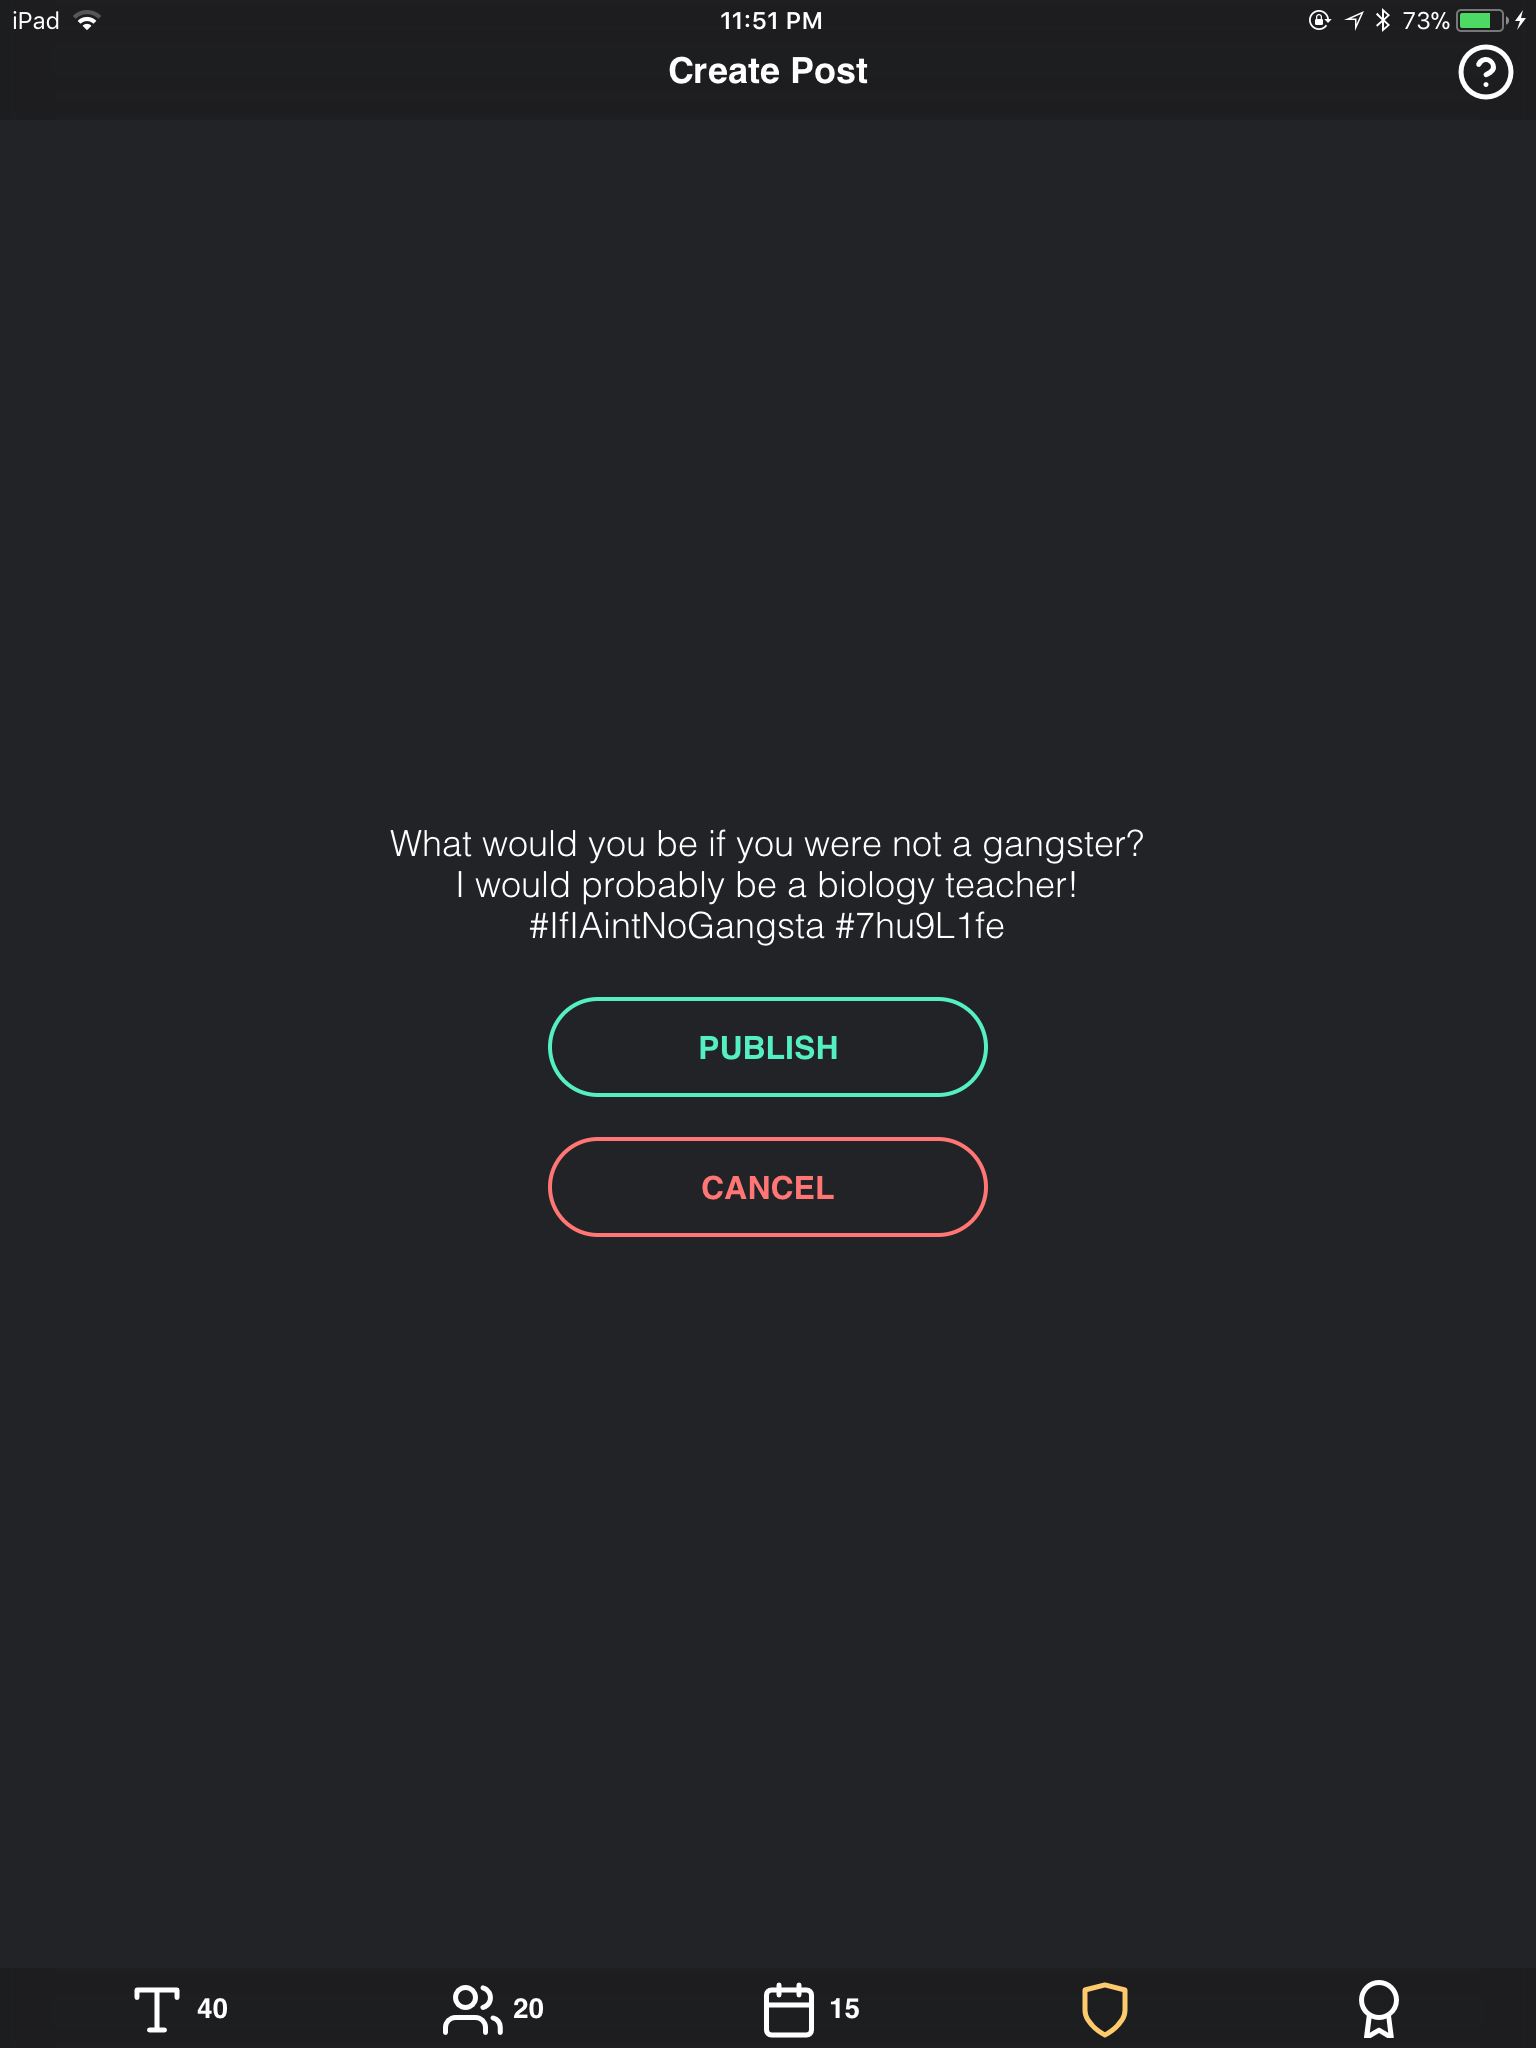 iPad 11:51 PM 73%
Create Post
What would you be if you were not a gangster?
I would probably be a biology teacher!
#IfIAintNoGangsta #7hu9L1fe
PUBLISH
CANCEL
40 20 15